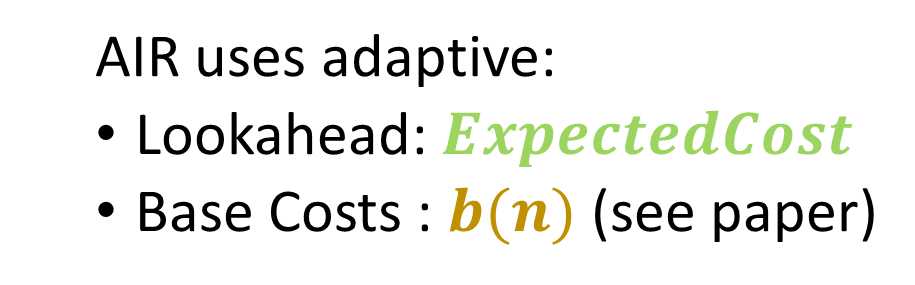 AIR uses adaptive:
• Lookahead: ExpectedCost
• Base Costs : b(n) (see paper)